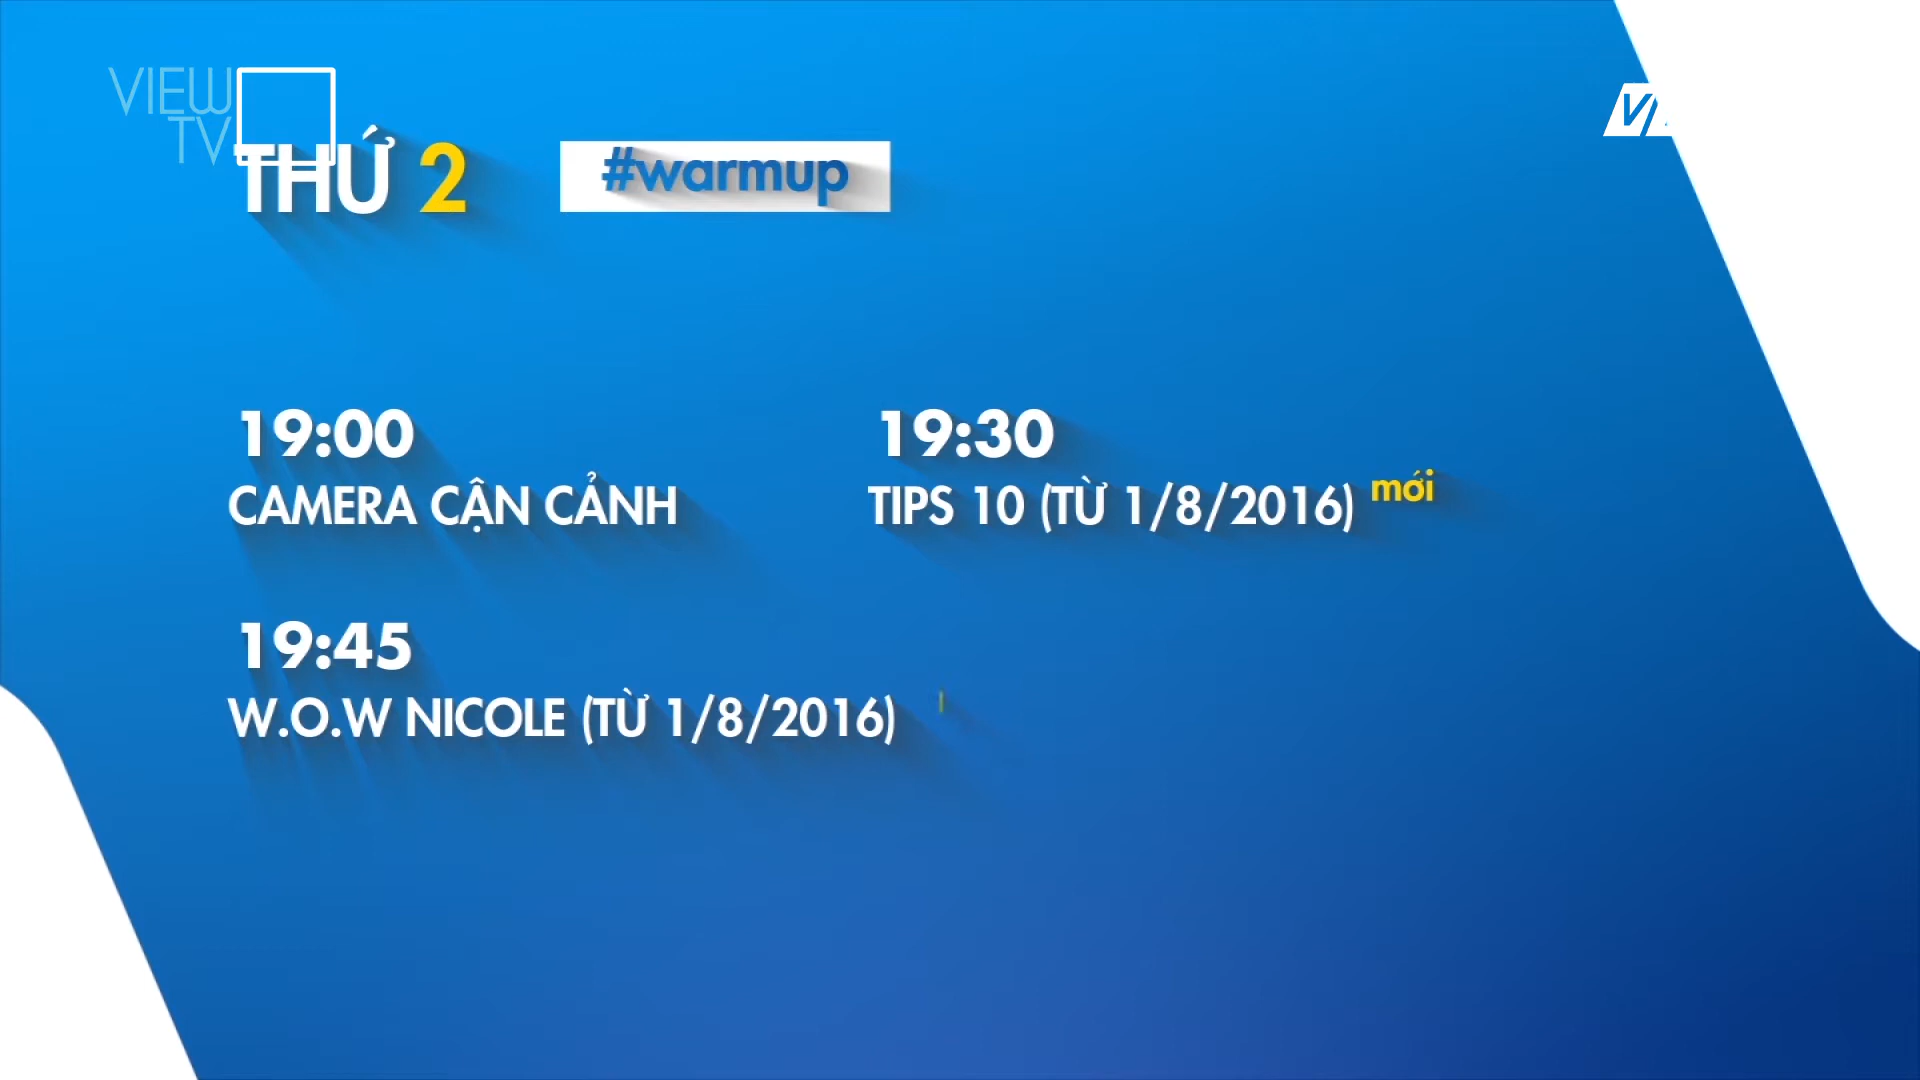 VIEW
TV
THỨ 2
#warmup
19:00
CAMERA CẬN CẢNH
19:30
TIPS 10 (TỪ 1/8/2016) mới
19:45
W.O.W NICOLE (TỪ 1/8/2016)